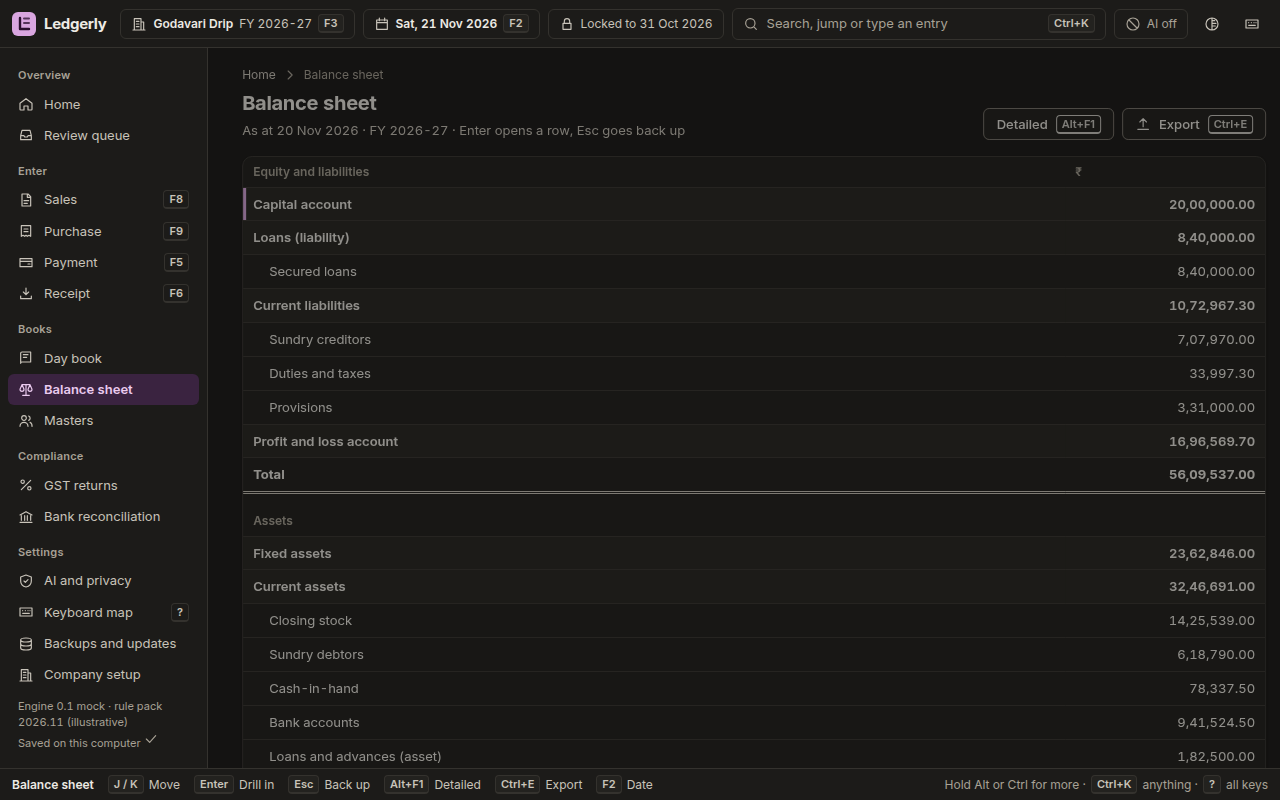 Ledgerly
Godavari Drip FY 2026-27 F3
Sat, 21 Nov 2026 F2
Locked to 31 Oct 2026
Search, jump or type an entry Ctrl+K
AI off
Overview
Home
Review queue
Enter
Sales F8
Purchase F9
Payment F5
Receipt F6
Books
Day book
Balance sheet
Masters
Compliance
GST returns
Bank reconciliation
Settings
AI and privacy
Keyboard map ?
Backups and updates
Company setup
Engine 0.1 mock · rule pack
2026.11 (illustrative)
Saved on this computer
Home Balance sheet
Balance sheet
As at 20 Nov 2026 · FY 2026-27 · Enter opens a row, Esc goes back up
Detailed Alt+F1
Export Ctrl+E
Equity and liabilities ₹
Capital account 20,00,000.00
Loans (liability) 8,40,000.00
Secured loans 8,40,000.00
Current liabilities 10,72,967.30
Sundry creditors 7,07,970.00
Duties and taxes 33,997.30
Provisions 3,31,000.00
Profit and loss account 16,96,569.70
Total 56,09,537.00
Assets
Fixed assets 23,62,846.00
Current assets 32,46,691.00
Closing stock 14,25,539.00
Sundry debtors 6,18,790.00
Cash-in-hand 78,337.50
Bank accounts 9,41,524.50
Loans and advances (asset) 1,82,500.00
Balance sheet J / K Move Enter Drill in Esc Back up Alt+F1 Detailed Ctrl+E Export F2 Date
Hold Alt or Ctrl for more · Ctrl+K anything · ? all keys